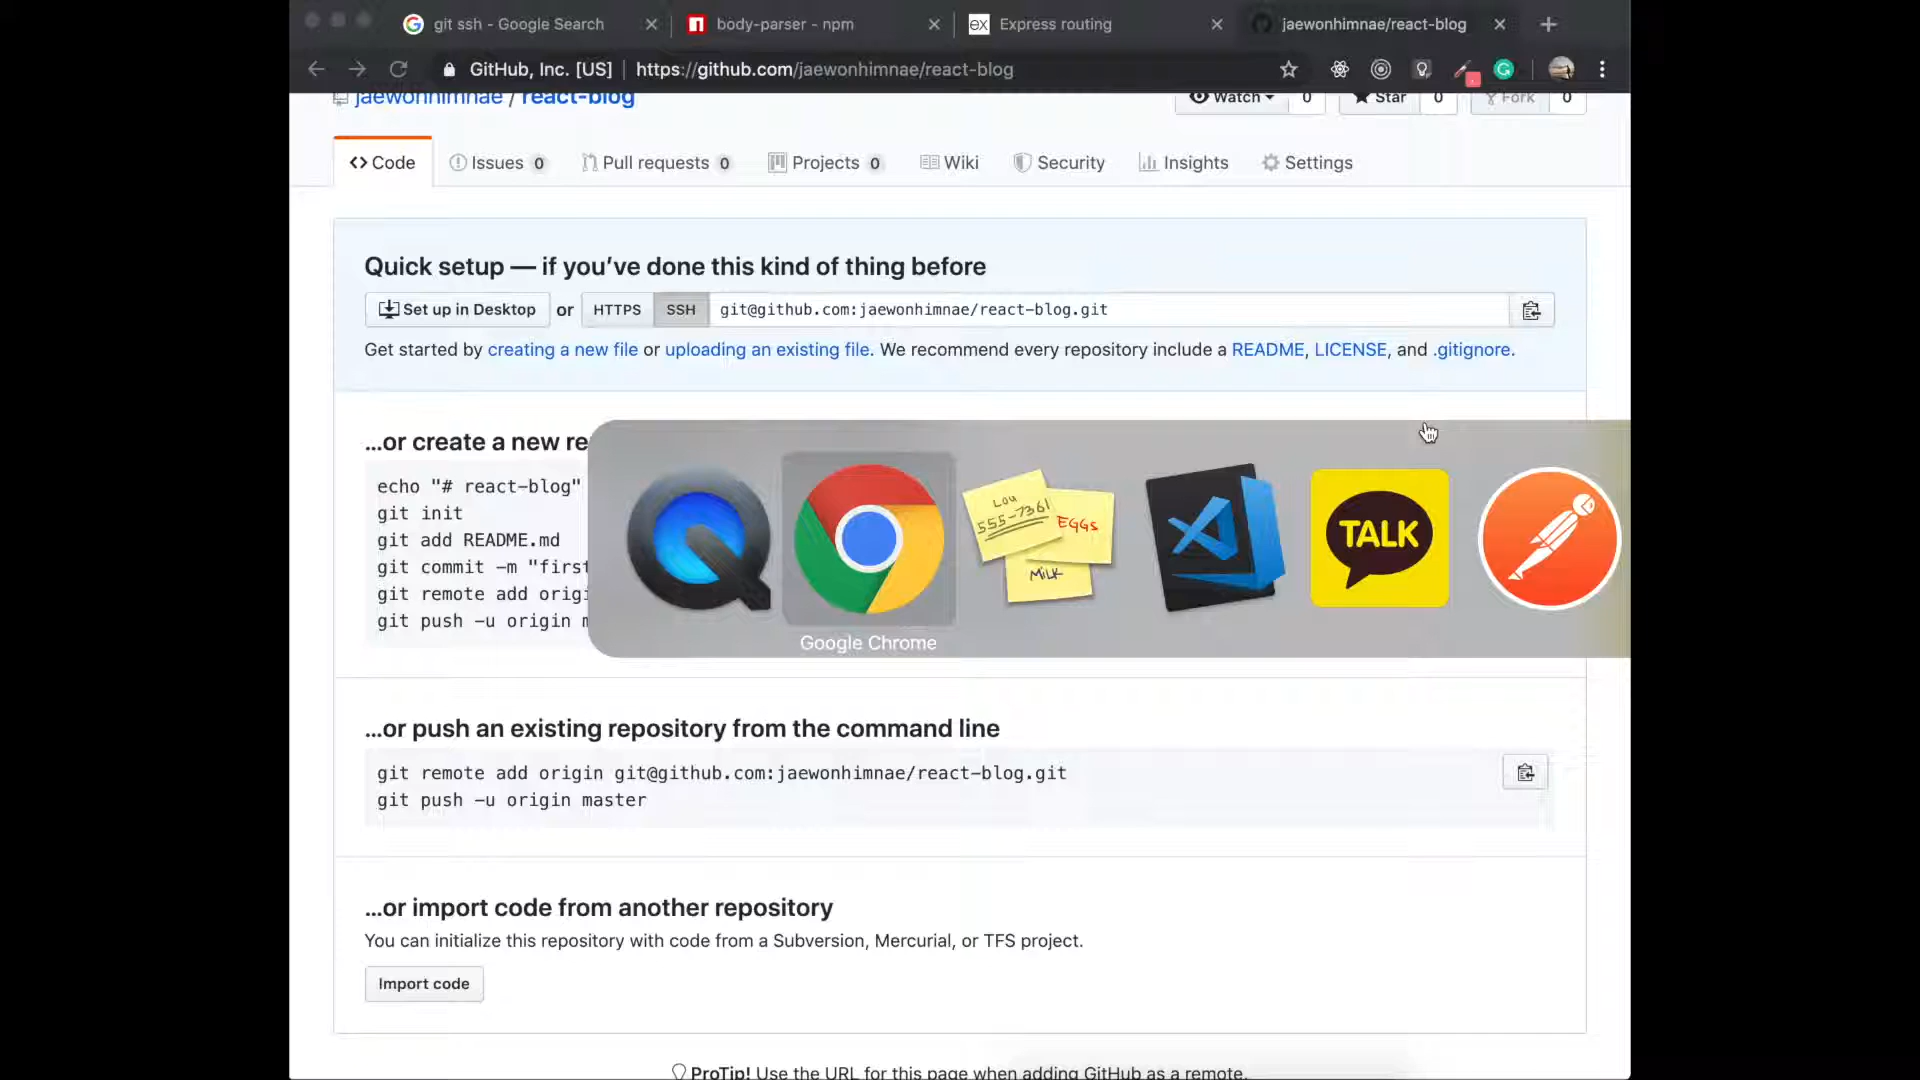 git ssh - Google Search
body-parser - npm
ex Express routing
jaewonhimnae/react-blog
GitHub, Inc. [US] | https://github.com/jaewonhimnae/react-blog
jaewonhimnae / react-blog
Watch 0
Star 0
Fork 0
Code
Issues 0
Pull requests 0
Projects 0
Wiki
Security
Insights
Settings
Quick setup — if you’ve done this kind of thing before
Set up in Desktop or HTTPS SSH git@github.com:jaewonhimnae/react-blog.git
Get started by creating a new file or uploading an existing file. We recommend every repository include a README, LICENSE, and .gitignore.
…or create a new re
echo "# react-blog"
git init
git add README.md
git commit -m "first
git remote add orig
git push -u origin
LOU
555-7361
EGGS
MiLK
TALK
Google Chrome
…or push an existing repository from the command line
git remote add origin git@github.com:jaewonhimnae/react-blog.git
git push -u origin master
…or import code from another repository
You can initialize this repository with code from a Subversion, Mercurial, or TFS project.
Import code
ProTip! Use the URL for this page when adding GitHub as a remote.